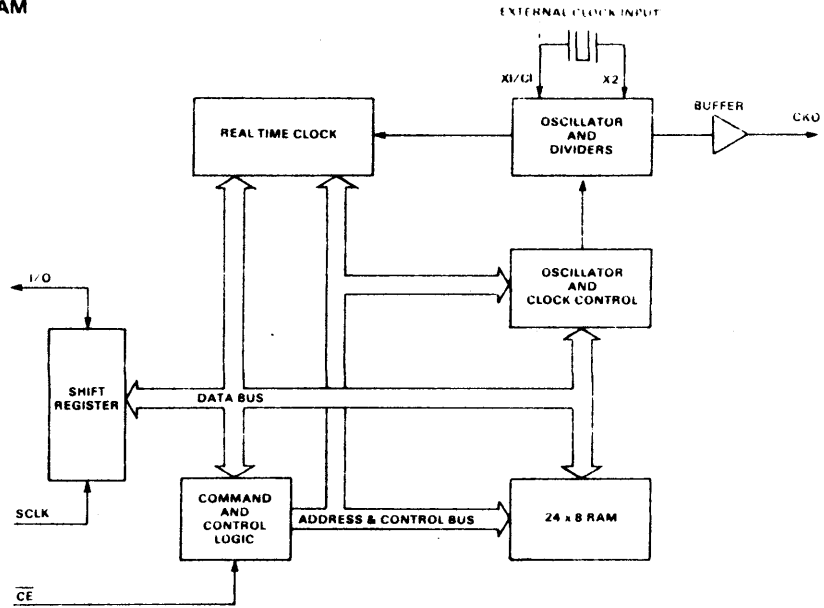 AM
EXTERNAL CLOCK INPUT
X1/CI
X2
REAL TIME CLOCK
OSCILLATOR
AND
DIVIDERS
BUFFER
CKO
I/O
OSCILLATOR
AND
CLOCK CONTROL
SHIFT
REGISTER
DATA BUS
SCLK
COMMAND
AND
CONTROL
LOGIC
ADDRESS & CONTROL BUS
24 x 8 RAM
CE